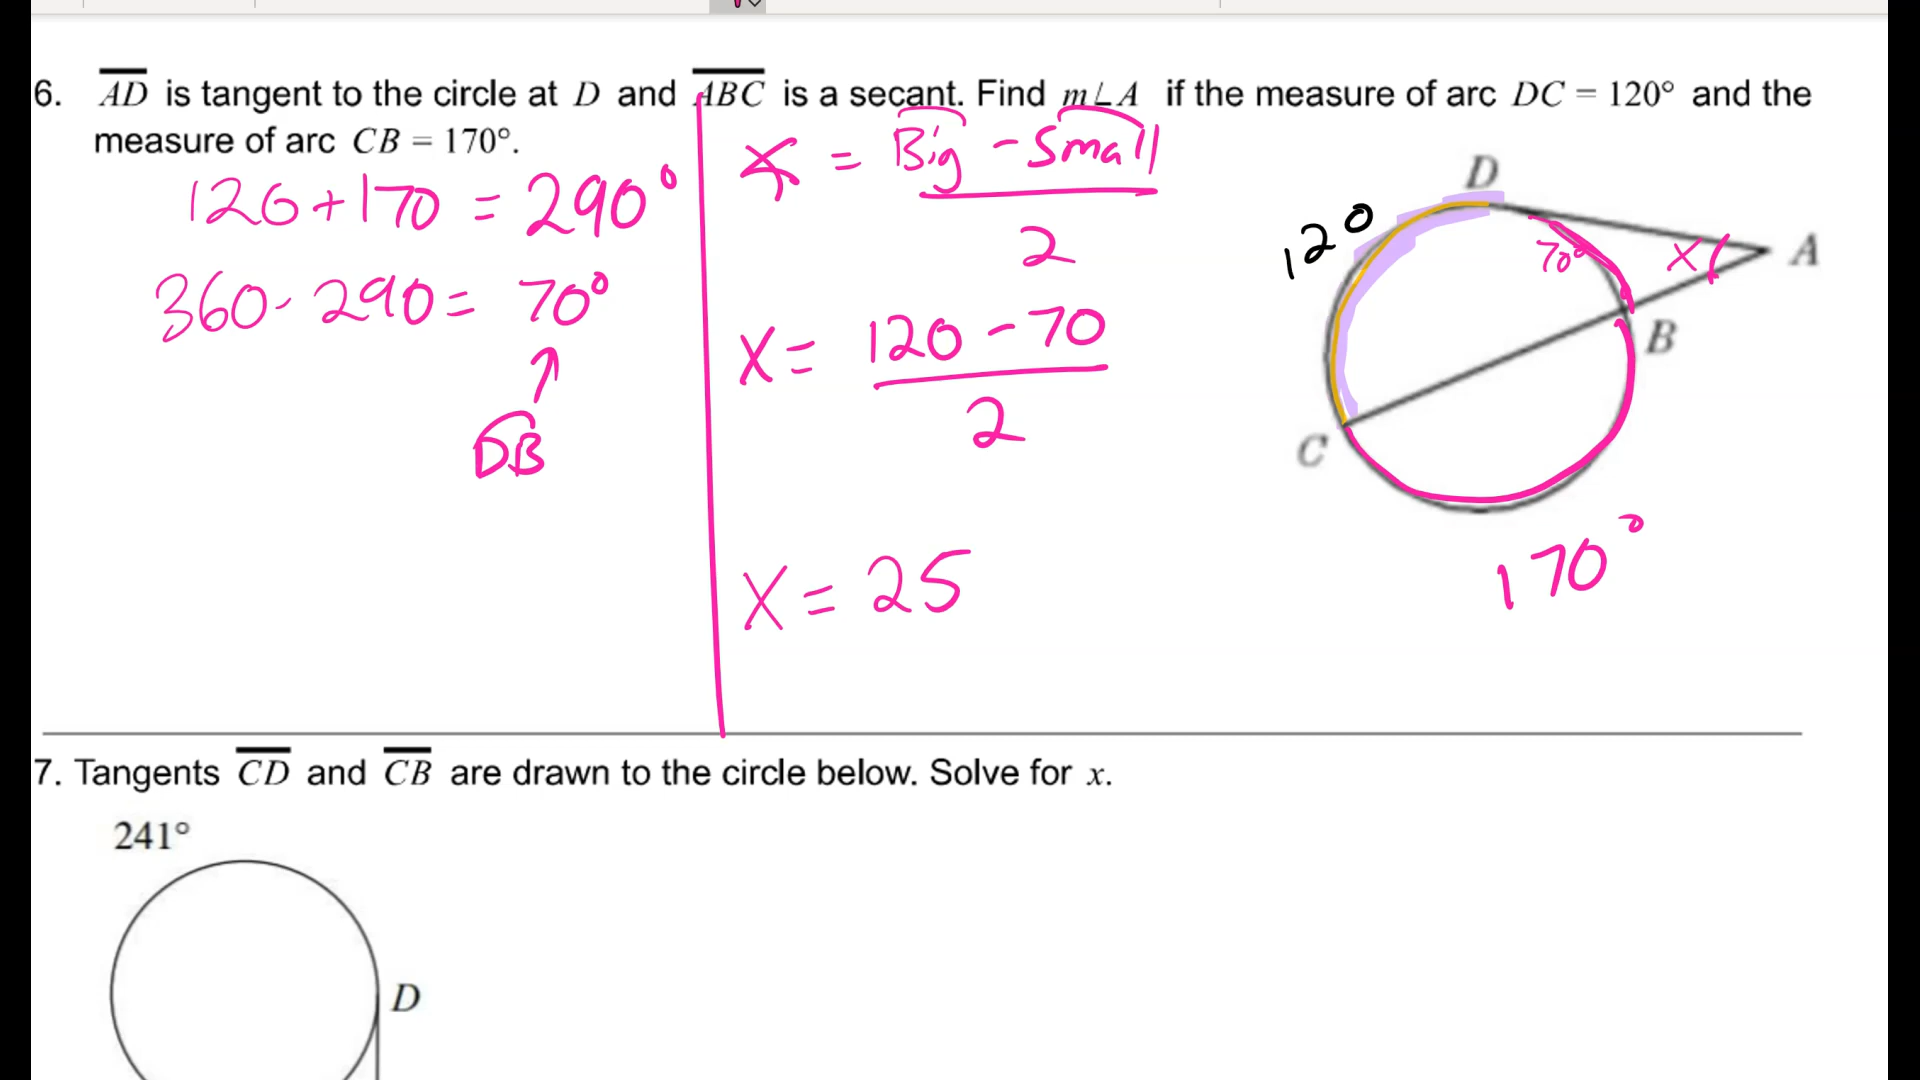 6. AD is tangent to the circle at D and ABC is a secant. Find m∠A if the measure of arc DC = 120° and the
measure of arc CB = 170°.
120+170 = 290°
360-290= 70°
DB
x = Big - Small
2
x = 120 - 70
2
x = 25
D
120
70°
x
A
B
C
170°
7. Tangents CD and CB are drawn to the circle below. Solve for x.
241°
D